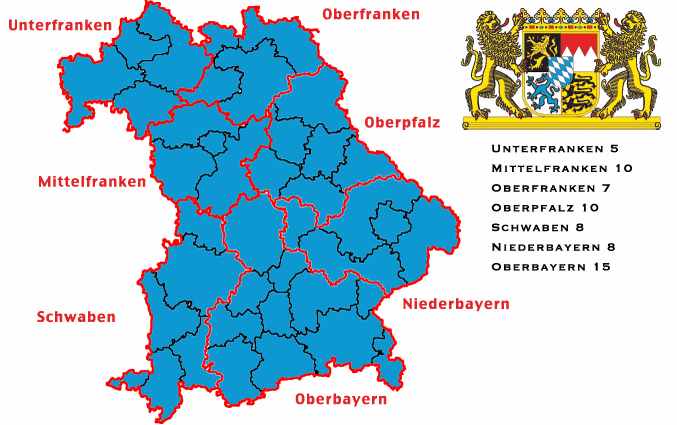 Unterfranken
Oberfranken
Oberpfalz
Mittelfranken
Schwaben
Niederbayern
Oberbayern
UNTERFRANKEN 5
MITTELFRANKEN 10
OBERFRANKEN 7
OBERPFALZ 10
SCHWABEN 8
NIEDERBAYERN 8
OBERBAYERN 15